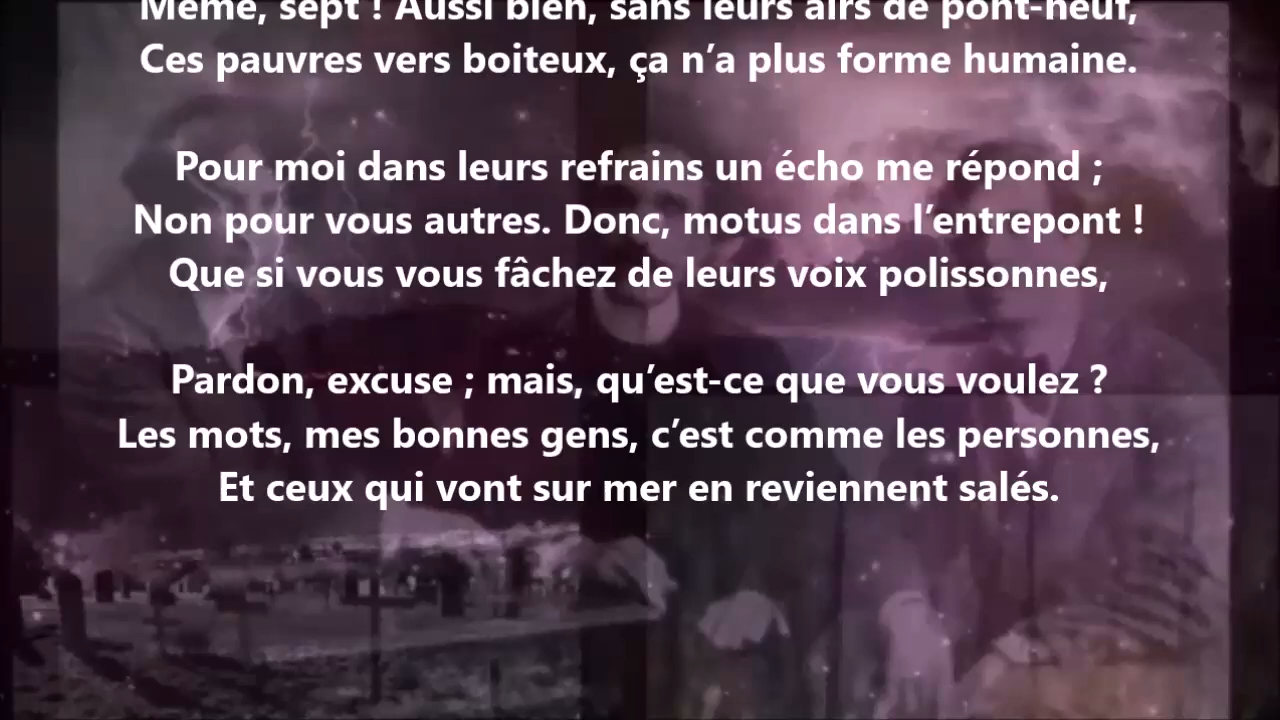 Même, sept ! Aussi bien, sans leurs airs de pont-neuf,
Ces pauvres vers boiteux, ça n’a plus forme humaine.
Pour moi dans leurs refrains un écho me répond ;
Non pour vous autres. Donc, motus dans l’entrepont !
Que si vous vous fâchez de leurs voix polissonnes,
Pardon, excuse ; mais, qu’est-ce que vous voulez ?
Les mots, mes bonnes gens, c’est comme les personnes,
Et ceux qui vont sur mer en reviennent salés.